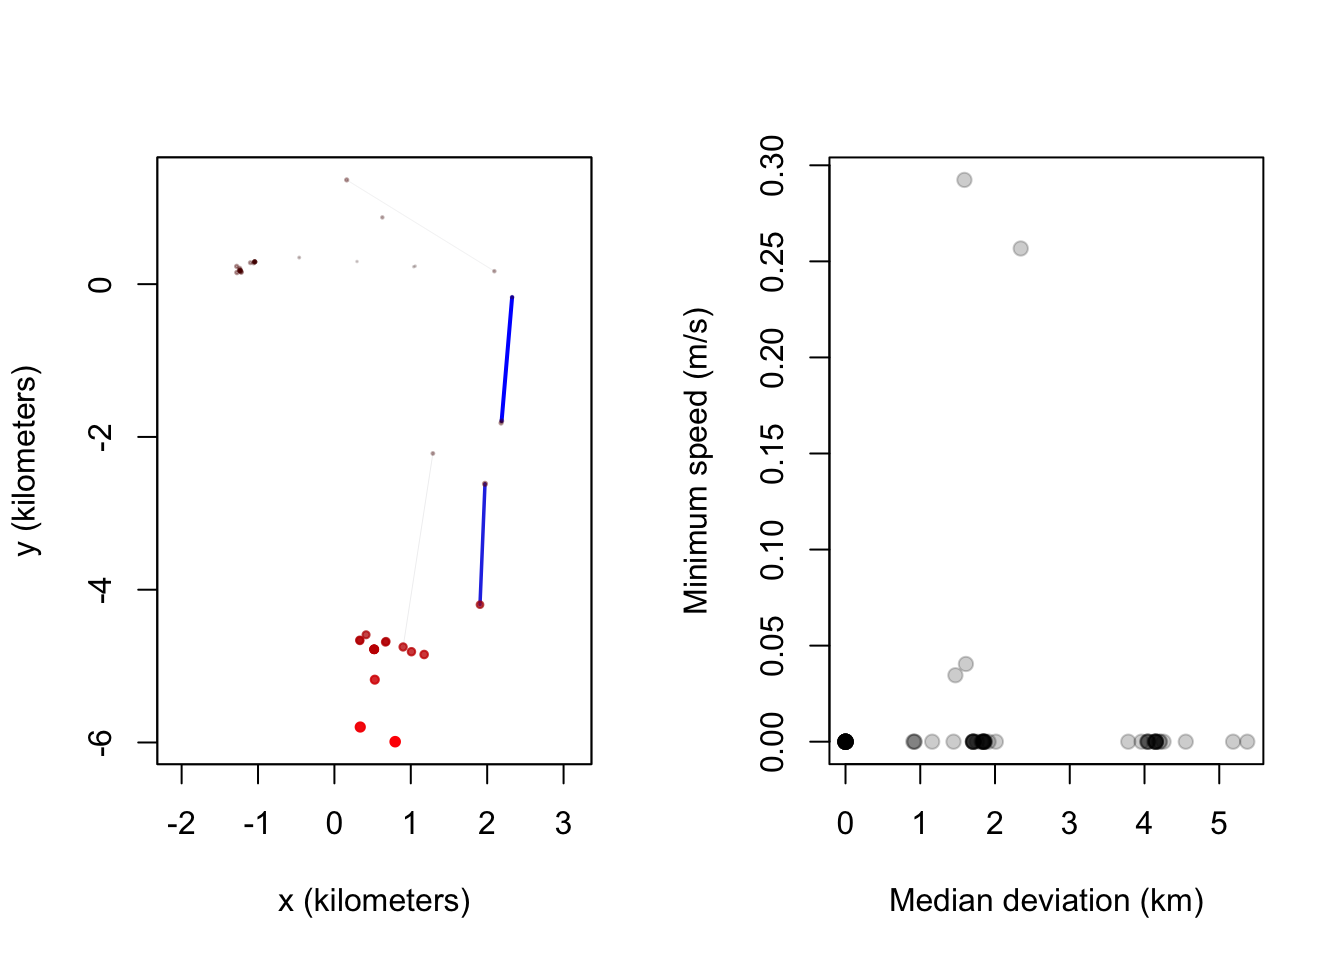 y (kilometers)
0
-2
-4
-6
-2 -1 0 1 2 3
x (kilometers)
Minimum speed (m/s)
0.30
0.25
0.20
0.15
0.10
0.05
0.00
0 1 2 3 4 5
Median deviation (km)